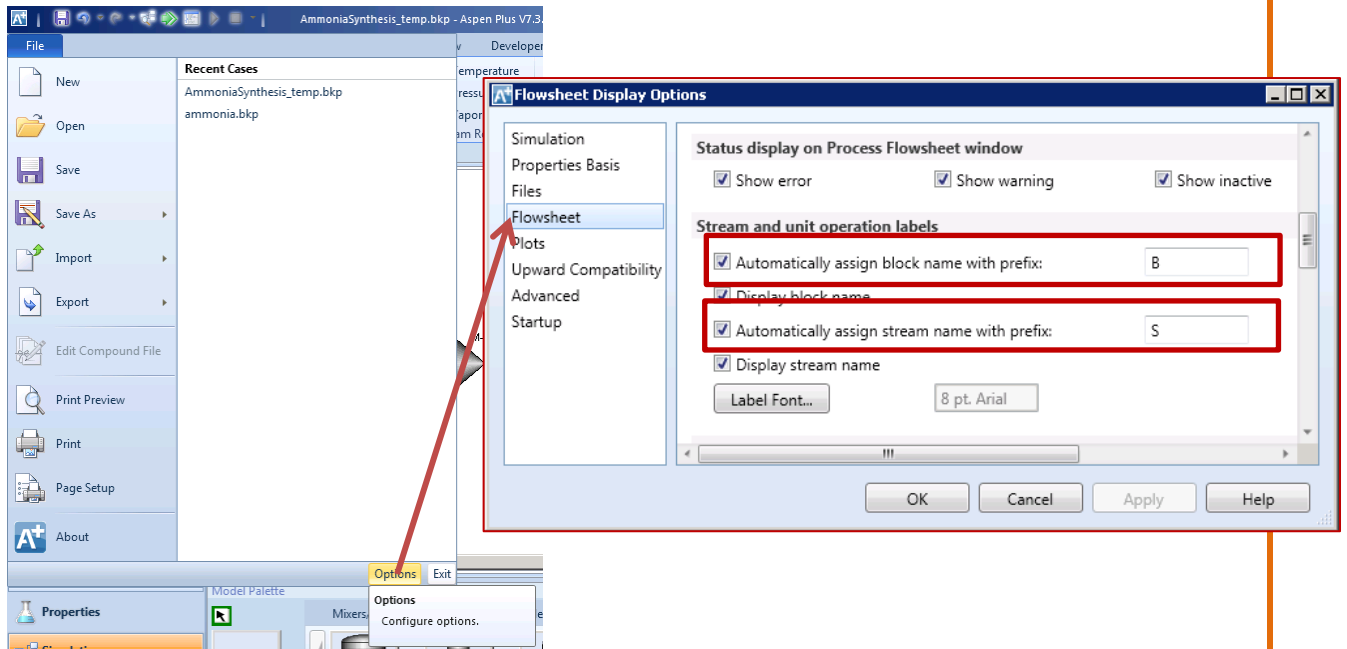 AmmoniaSynthesis_temp.bkp - Aspen Plus V7.3.
File
Developer
New
Open
Save
Save As
Import
Export
Edit Compound File
Print Preview
Print
Page Setup
About
Recent Cases
AmmoniaSynthesis_temp.bkp
ammonia.bkp
emperature
Options
Exit
Options
Configure options.
Properties
Model Palette
Mixers/
Flowsheet Display Options
Simulation
Properties Basis
Files
Flowsheet
Plots
Upward Compatibility
Advanced
Startup
Status display on Process Flowsheet window
Show error
Show warning
Show inactive
Stream and unit operation labels
Automatically assign block name with prefix:
B
Display block name
Automatically assign stream name with prefix:
S
Display stream name
Label Font...
8 pt. Arial
OK
Cancel
Apply
Help